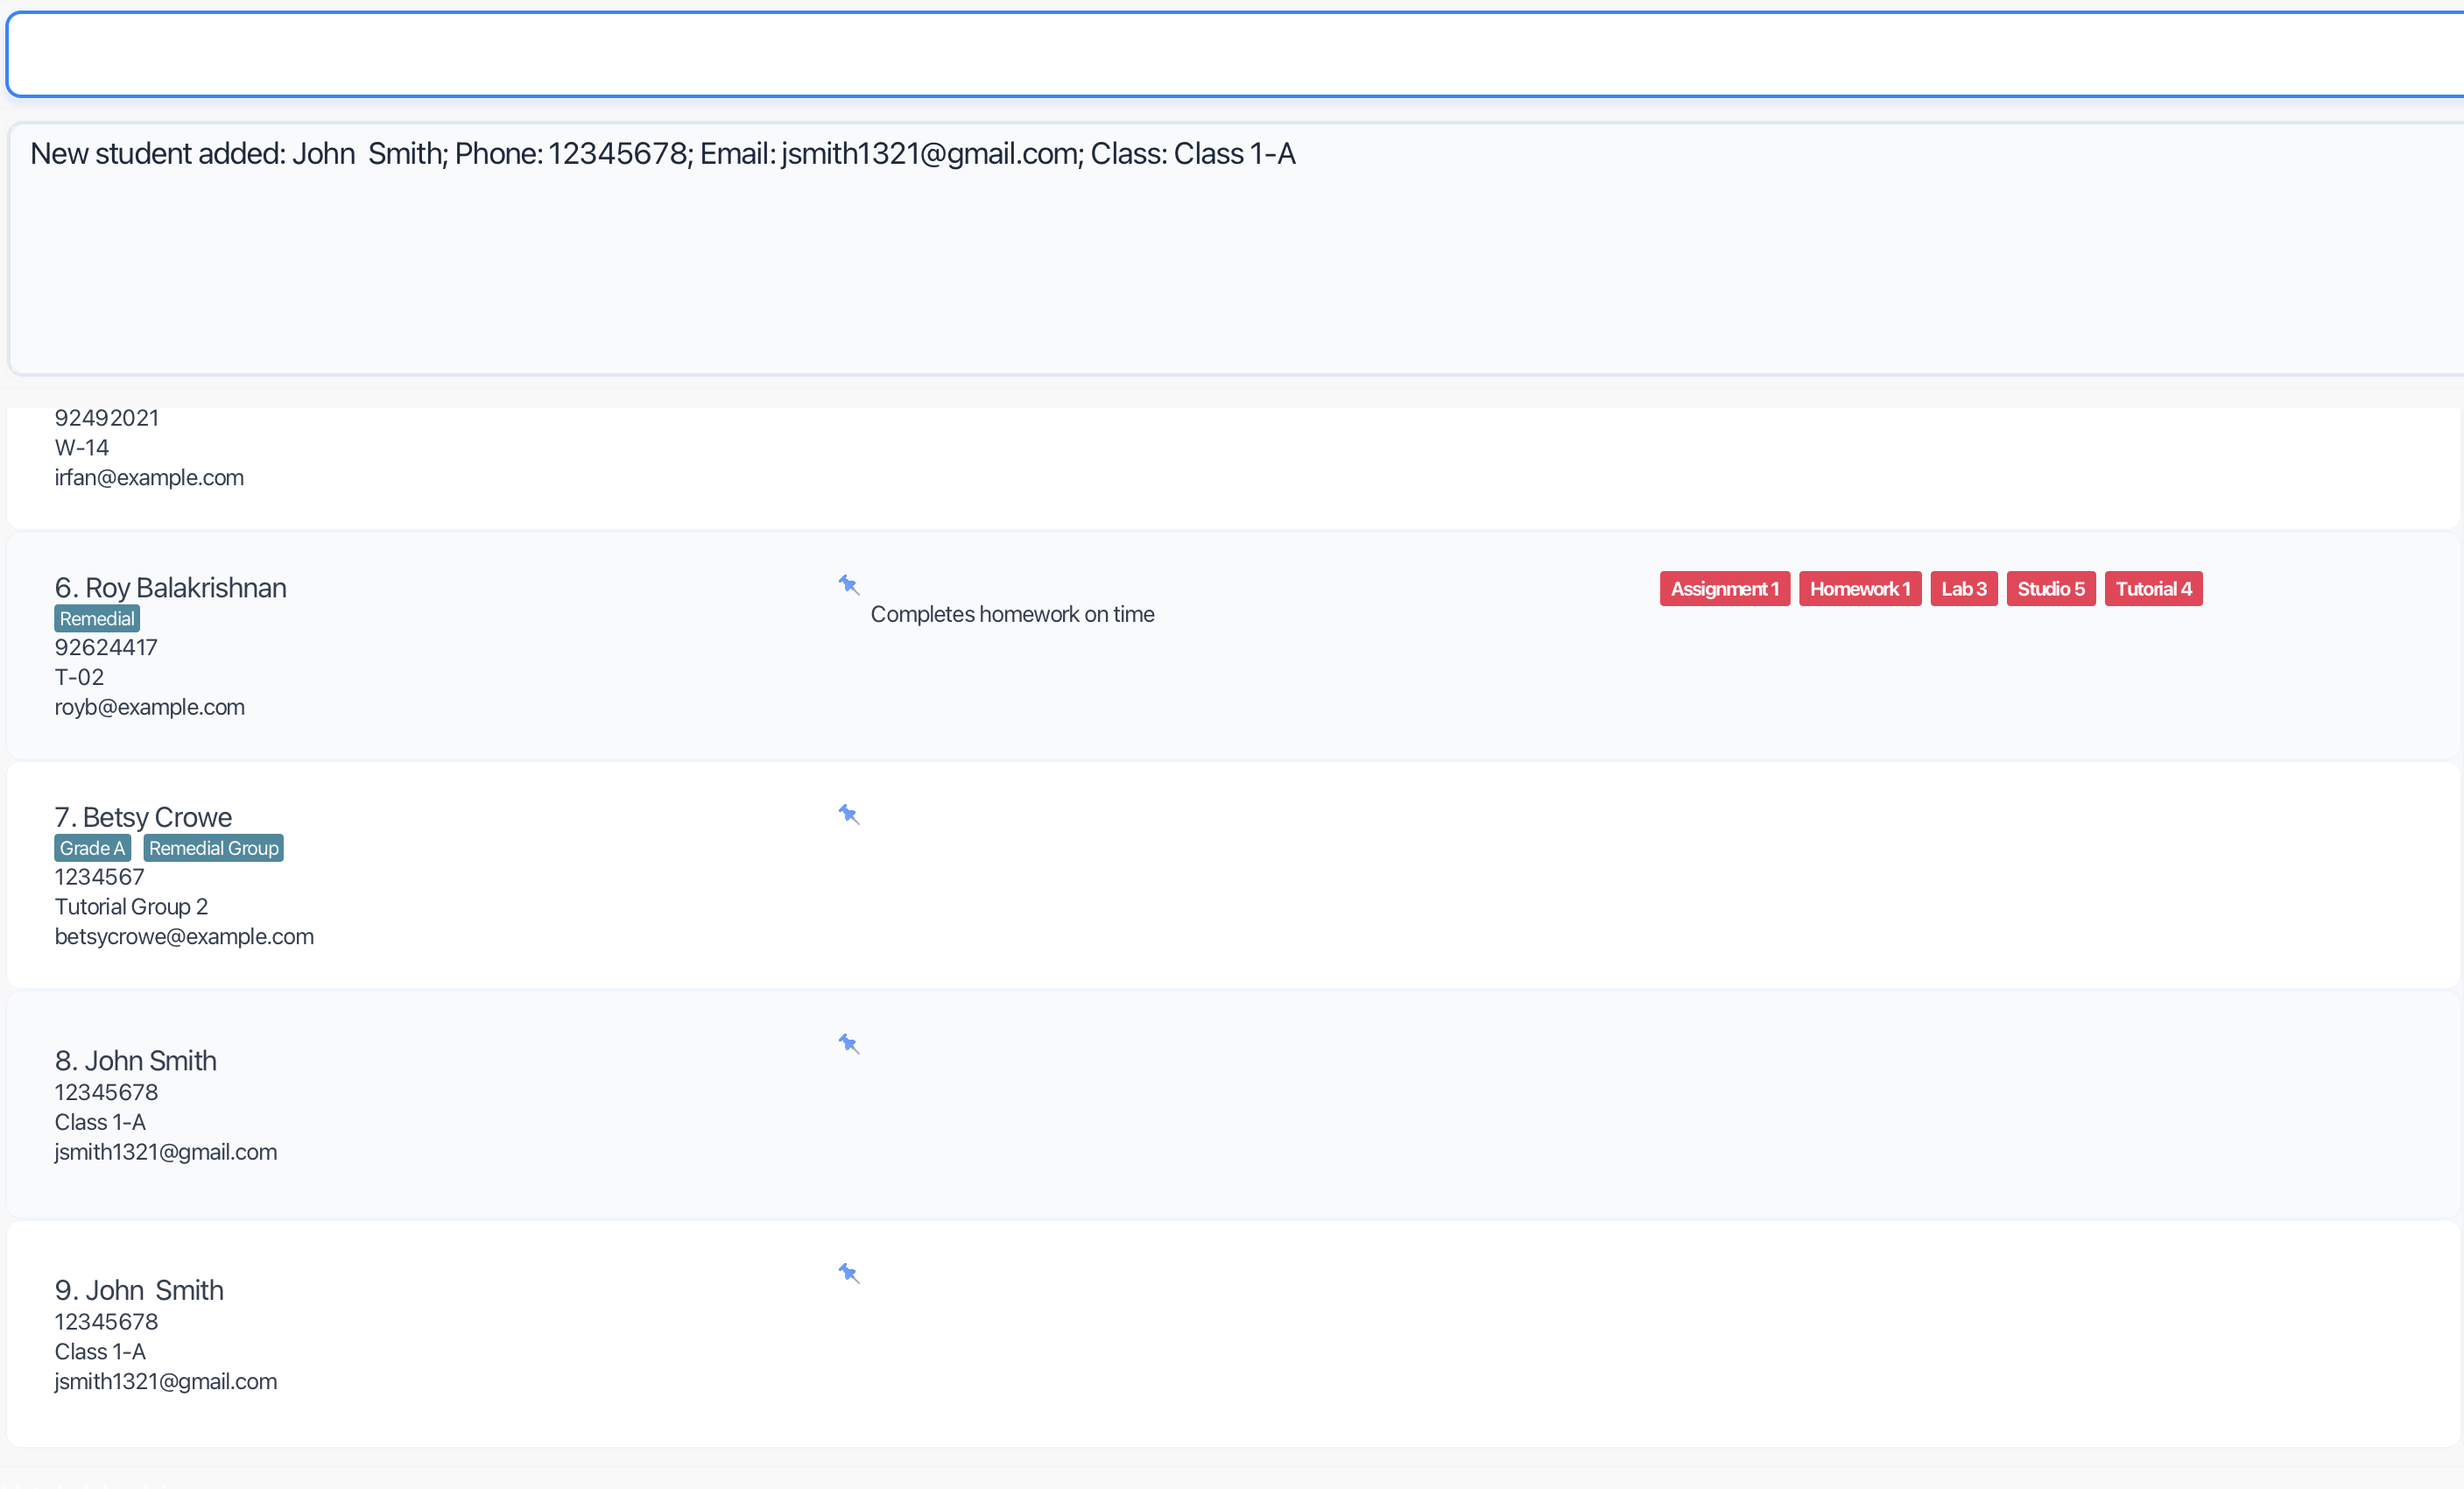 New student added: John  Smith; Phone: 12345678; Email: jsmith1321@gmail.com; Class: Class 1-A
92492021
W-14
irfan@example.com
6. Roy Balakrishnan
Remedial
92624417
T-02
royb@example.com
Completes homework on time
Assignment 1 Homework 1 Lab 3 Studio 5 Tutorial 4
7. Betsy Crowe
Grade A Remedial Group
1234567
Tutorial Group 2
betsycrowe@example.com
8. John Smith
12345678
Class 1-A
jsmith1321@gmail.com
9. John  Smith
12345678
Class 1-A
jsmith1321@gmail.com